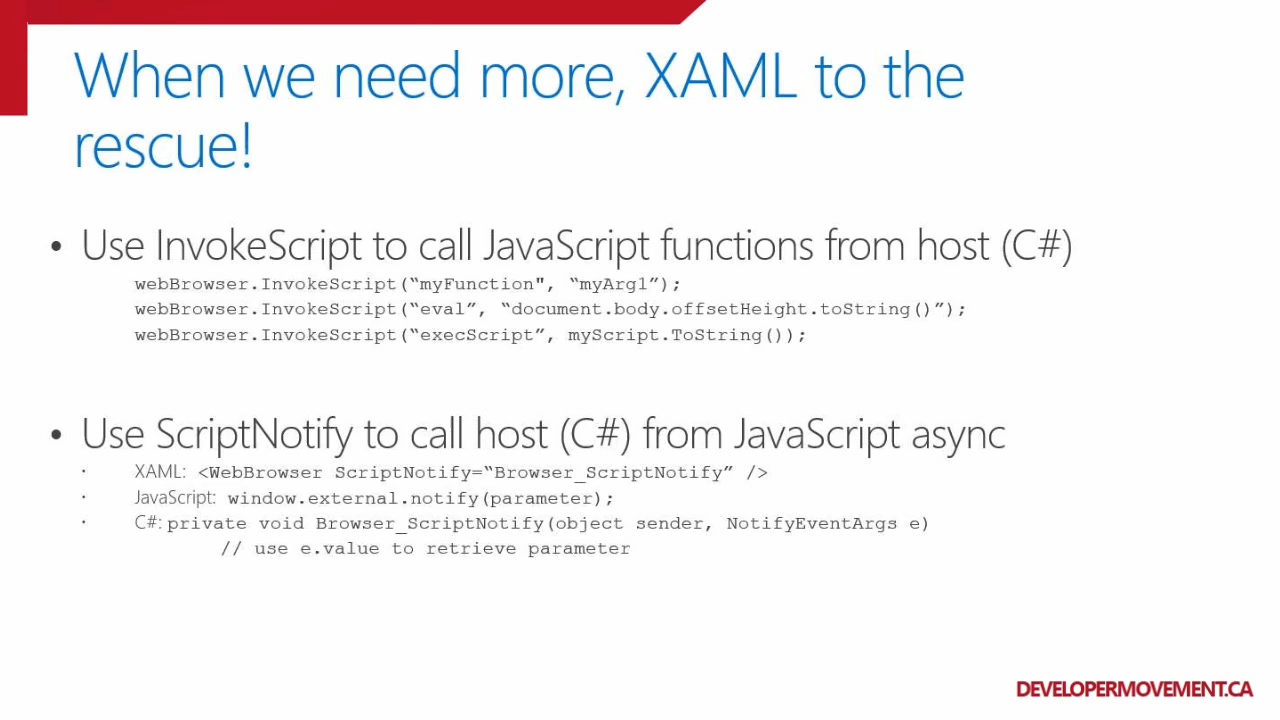 When we need more, XAML to the
rescue!
• Use InvokeScript to call JavaScript functions from host (C#)
webBrowser.InvokeScript(“myFunction", “myArg1”);
webBrowser.InvokeScript(“eval”, “document.body.offsetHeight.toString()”);
webBrowser.InvokeScript(“execScript”, myScript.ToString());
• Use ScriptNotify to call host (C#) from JavaScript async
• XAML: <WebBrowser ScriptNotify=“Browser_ScriptNotify” />
• JavaScript: window.external.notify(parameter);
• C#: private void Browser_ScriptNotify(object sender, NotifyEventArgs e)
// use e.value to retrieve parameter
DEVELOPERMOVEMENT.CA